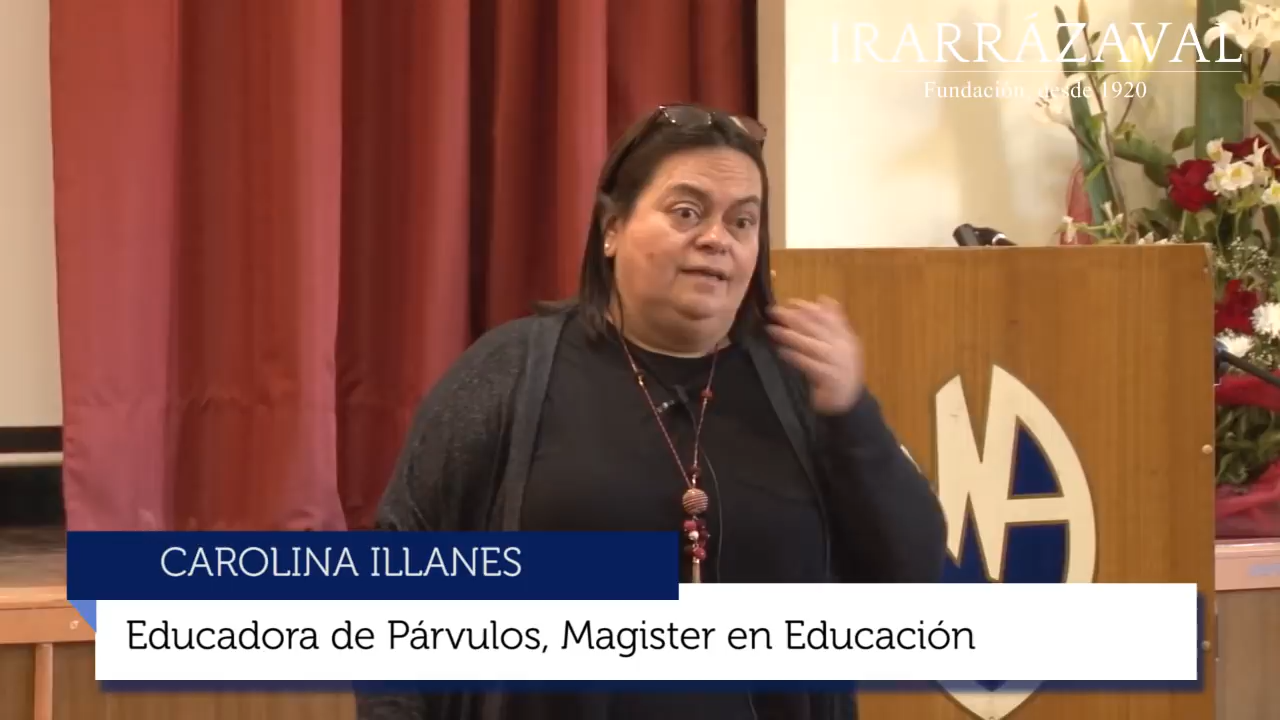 IRARRÁZAVAL
Fundación, desde 1920
CAROLINA ILLANES
Educadora de Párvulos, Magister en Educación